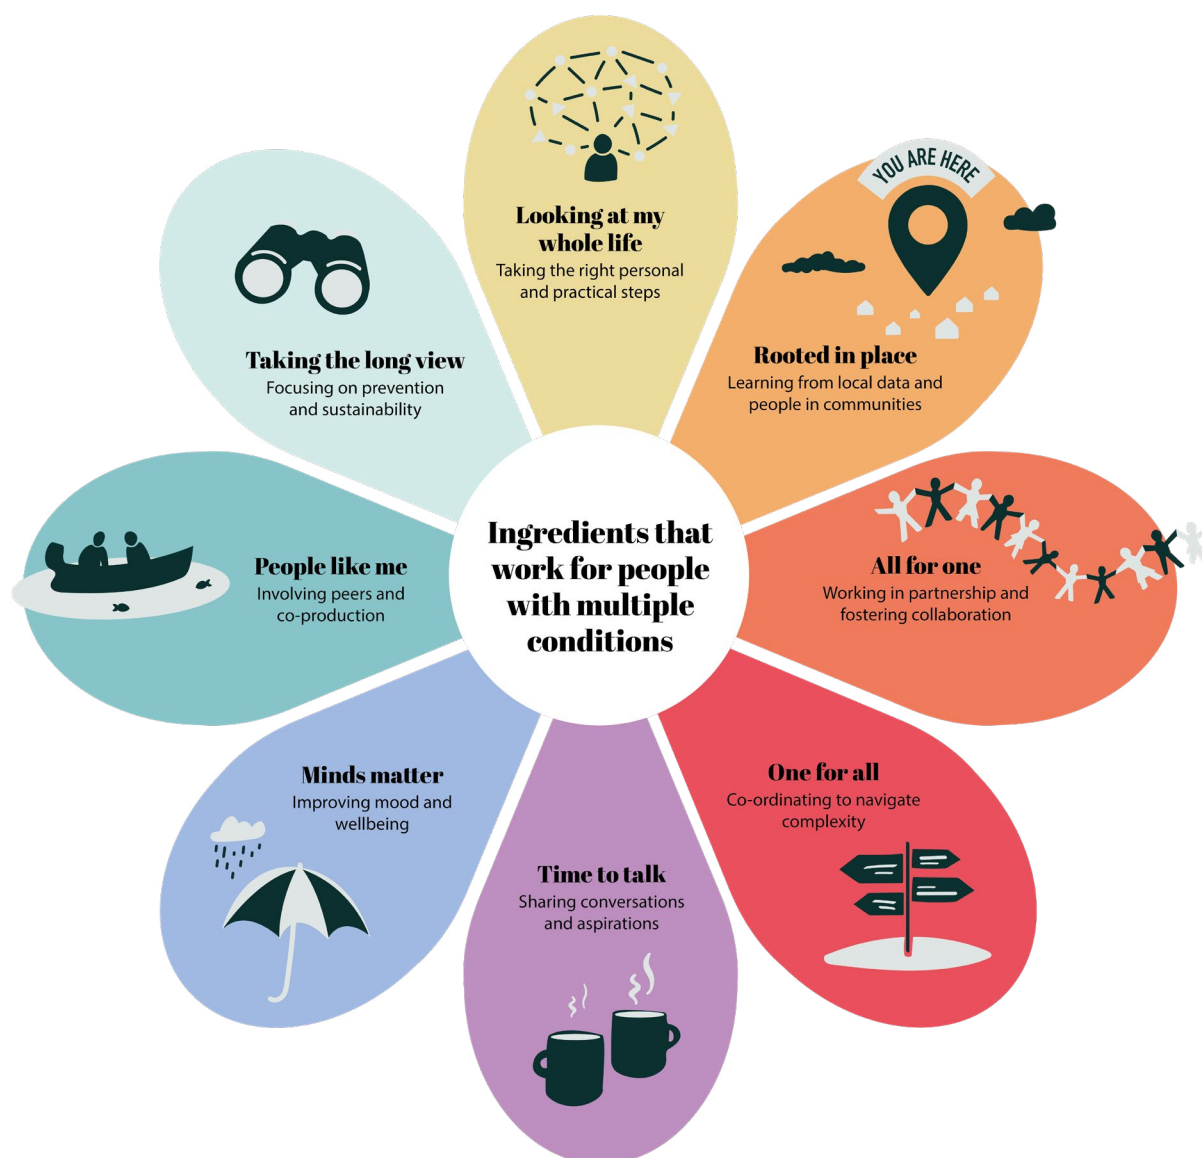 Ingredients that
work for people
with multiple
conditions
Looking at my
whole life
Taking the right personal
and practical steps
YOU ARE HERE
Rooted in place
Learning from local data and
people in communities
All for one
Working in partnership and
fostering collaboration
One for all
Co-ordinating to navigate
complexity
Time to talk
Sharing conversations
and aspirations
Minds matter
Improving mood and
wellbeing
People like me
Involving peers and
co-production
Taking the long view
Focusing on prevention
and sustainability